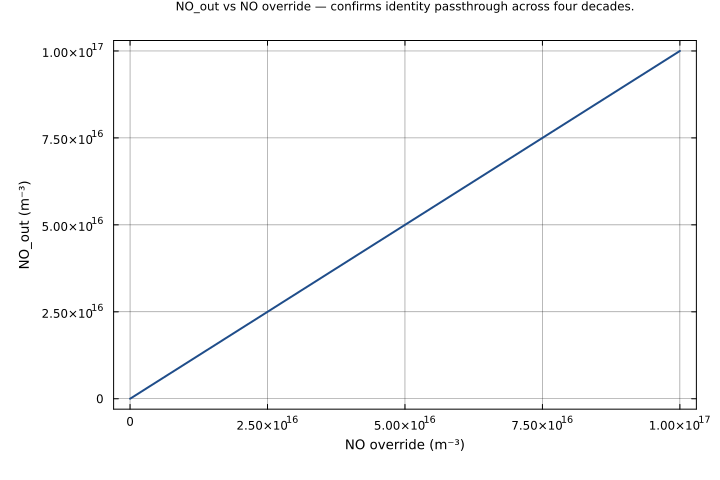 NO_out vs NO override — confirms identity passthrough across four decades.
1.00×10¹⁷
7.50×10¹⁶
5.00×10¹⁶
2.50×10¹⁶
0
NO_out (m⁻³)
0 2.50×10¹⁶ 5.00×10¹⁶ 7.50×10¹⁶ 1.00×10¹⁷
NO override (m⁻³)